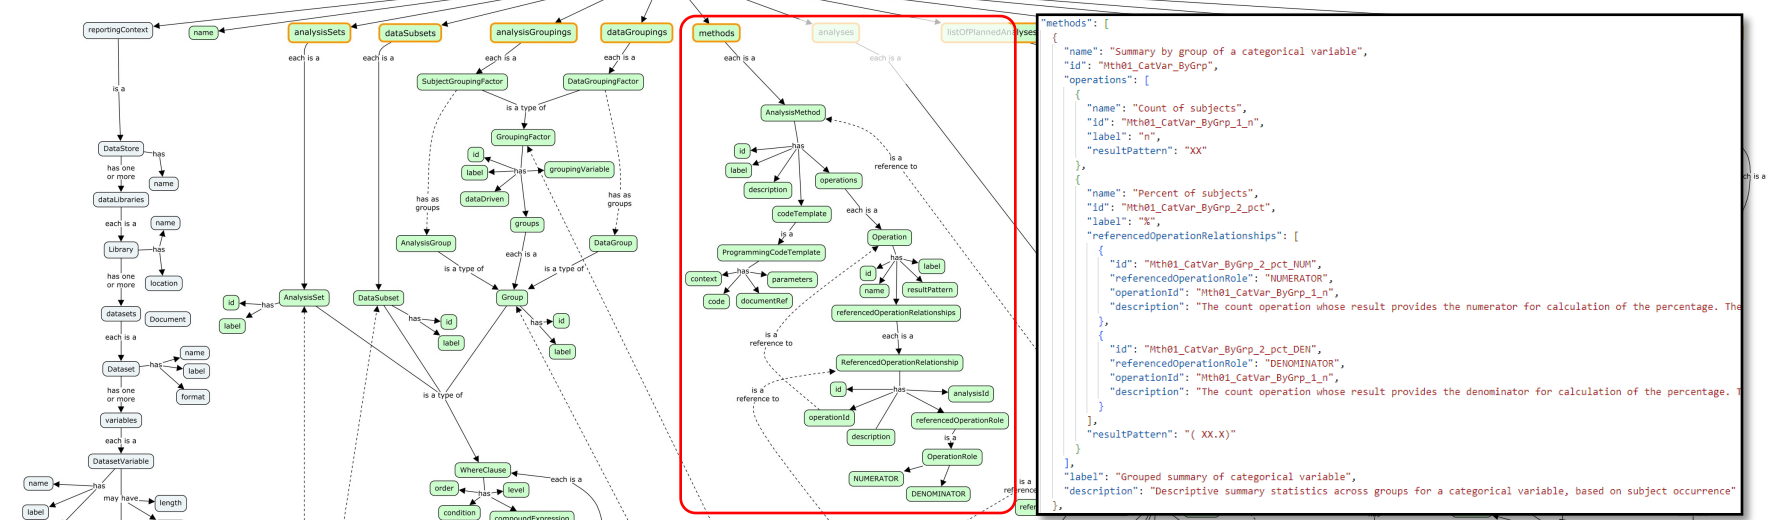 reportingContext
name
analysisSets
dataSubsets
analysisGroupings
dataGroupings
methods
analyses
listOfPlannedAnalyses
is a
each is a
each is a
each is a
each is a
each is a
each is a
SubjectGroupingFactor
DataGroupingFactor
is a type of
GroupingFactor
id
label
has
groupingVariable
dataDriven
has as
groups
has as
groups
groups
AnalysisGroup
DataGroup
each is a
is a type of
is a type of
Group
has
id
label
DataStore
has
name
has one
or more
dataLibraries
each is a
name
Library
has
location
has one
or more
datasets
Document
each is a
name
Dataset
has
label
format
has one
or more
variables
each is a
DatasetVariable
name
has
label
may have
length
id
has
AnalysisSet
label
DataSubset
has
id
label
is a type of
WhereClause
each is a
order
has
level
condition
compoundExpression
AnalysisMethod
is a
reference to
id
has
label
description
operations
codeTemplate
each is a
is a
Operation
ProgrammingCodeTemplate
context
has
parameters
code
documentRef
id
has
label
name
resultPattern
referencedOperationRelationships
is a
reference to
each is a
ReferencedOperationRelationship
is a
reference to
id
has
analysisId
operationId
description
referencedOperationRole
is a
OperationRole
NUMERATOR
DENOMINATOR
is a
reference
refer
"methods": [
{
"name": "Summary by group of a categorical variable",
"id": "Mth01_CatVar_ByGrp",
"operations": [
{
"name": "Count of subjects",
"id": "Mth01_CatVar_ByGrp_1_n",
"label": "n",
"resultPattern": "XX"
},
{
"name": "Percent of subjects",
"id": "Mth01_CatVar_ByGrp_2_pct",
"label": "%",
"referencedOperationRelationships": [
{
"id": "Mth01_CatVar_ByGrp_2_pct_NUM",
"referencedOperationRole": "NUMERATOR",
"operationId": "Mth01_CatVar_ByGrp_1_n",
"description": "The count operation whose result provides the numerator for calculation of the percentage. The
},
{
"id": "Mth01_CatVar_ByGrp_2_pct_DEN",
"referencedOperationRole": "DENOMINATOR",
"operationId": "Mth01_CatVar_ByGrp_1_n",
"description": "The count operation whose result provides the denominator for calculation of the percentage. T
}
],
"resultPattern": "( XX.X)"
}
],
"label": "Grouped summary of categorical variable",
"description": "Descriptive summary statistics across groups for a categorical variable, based on subject occurrence"
},
ch is a